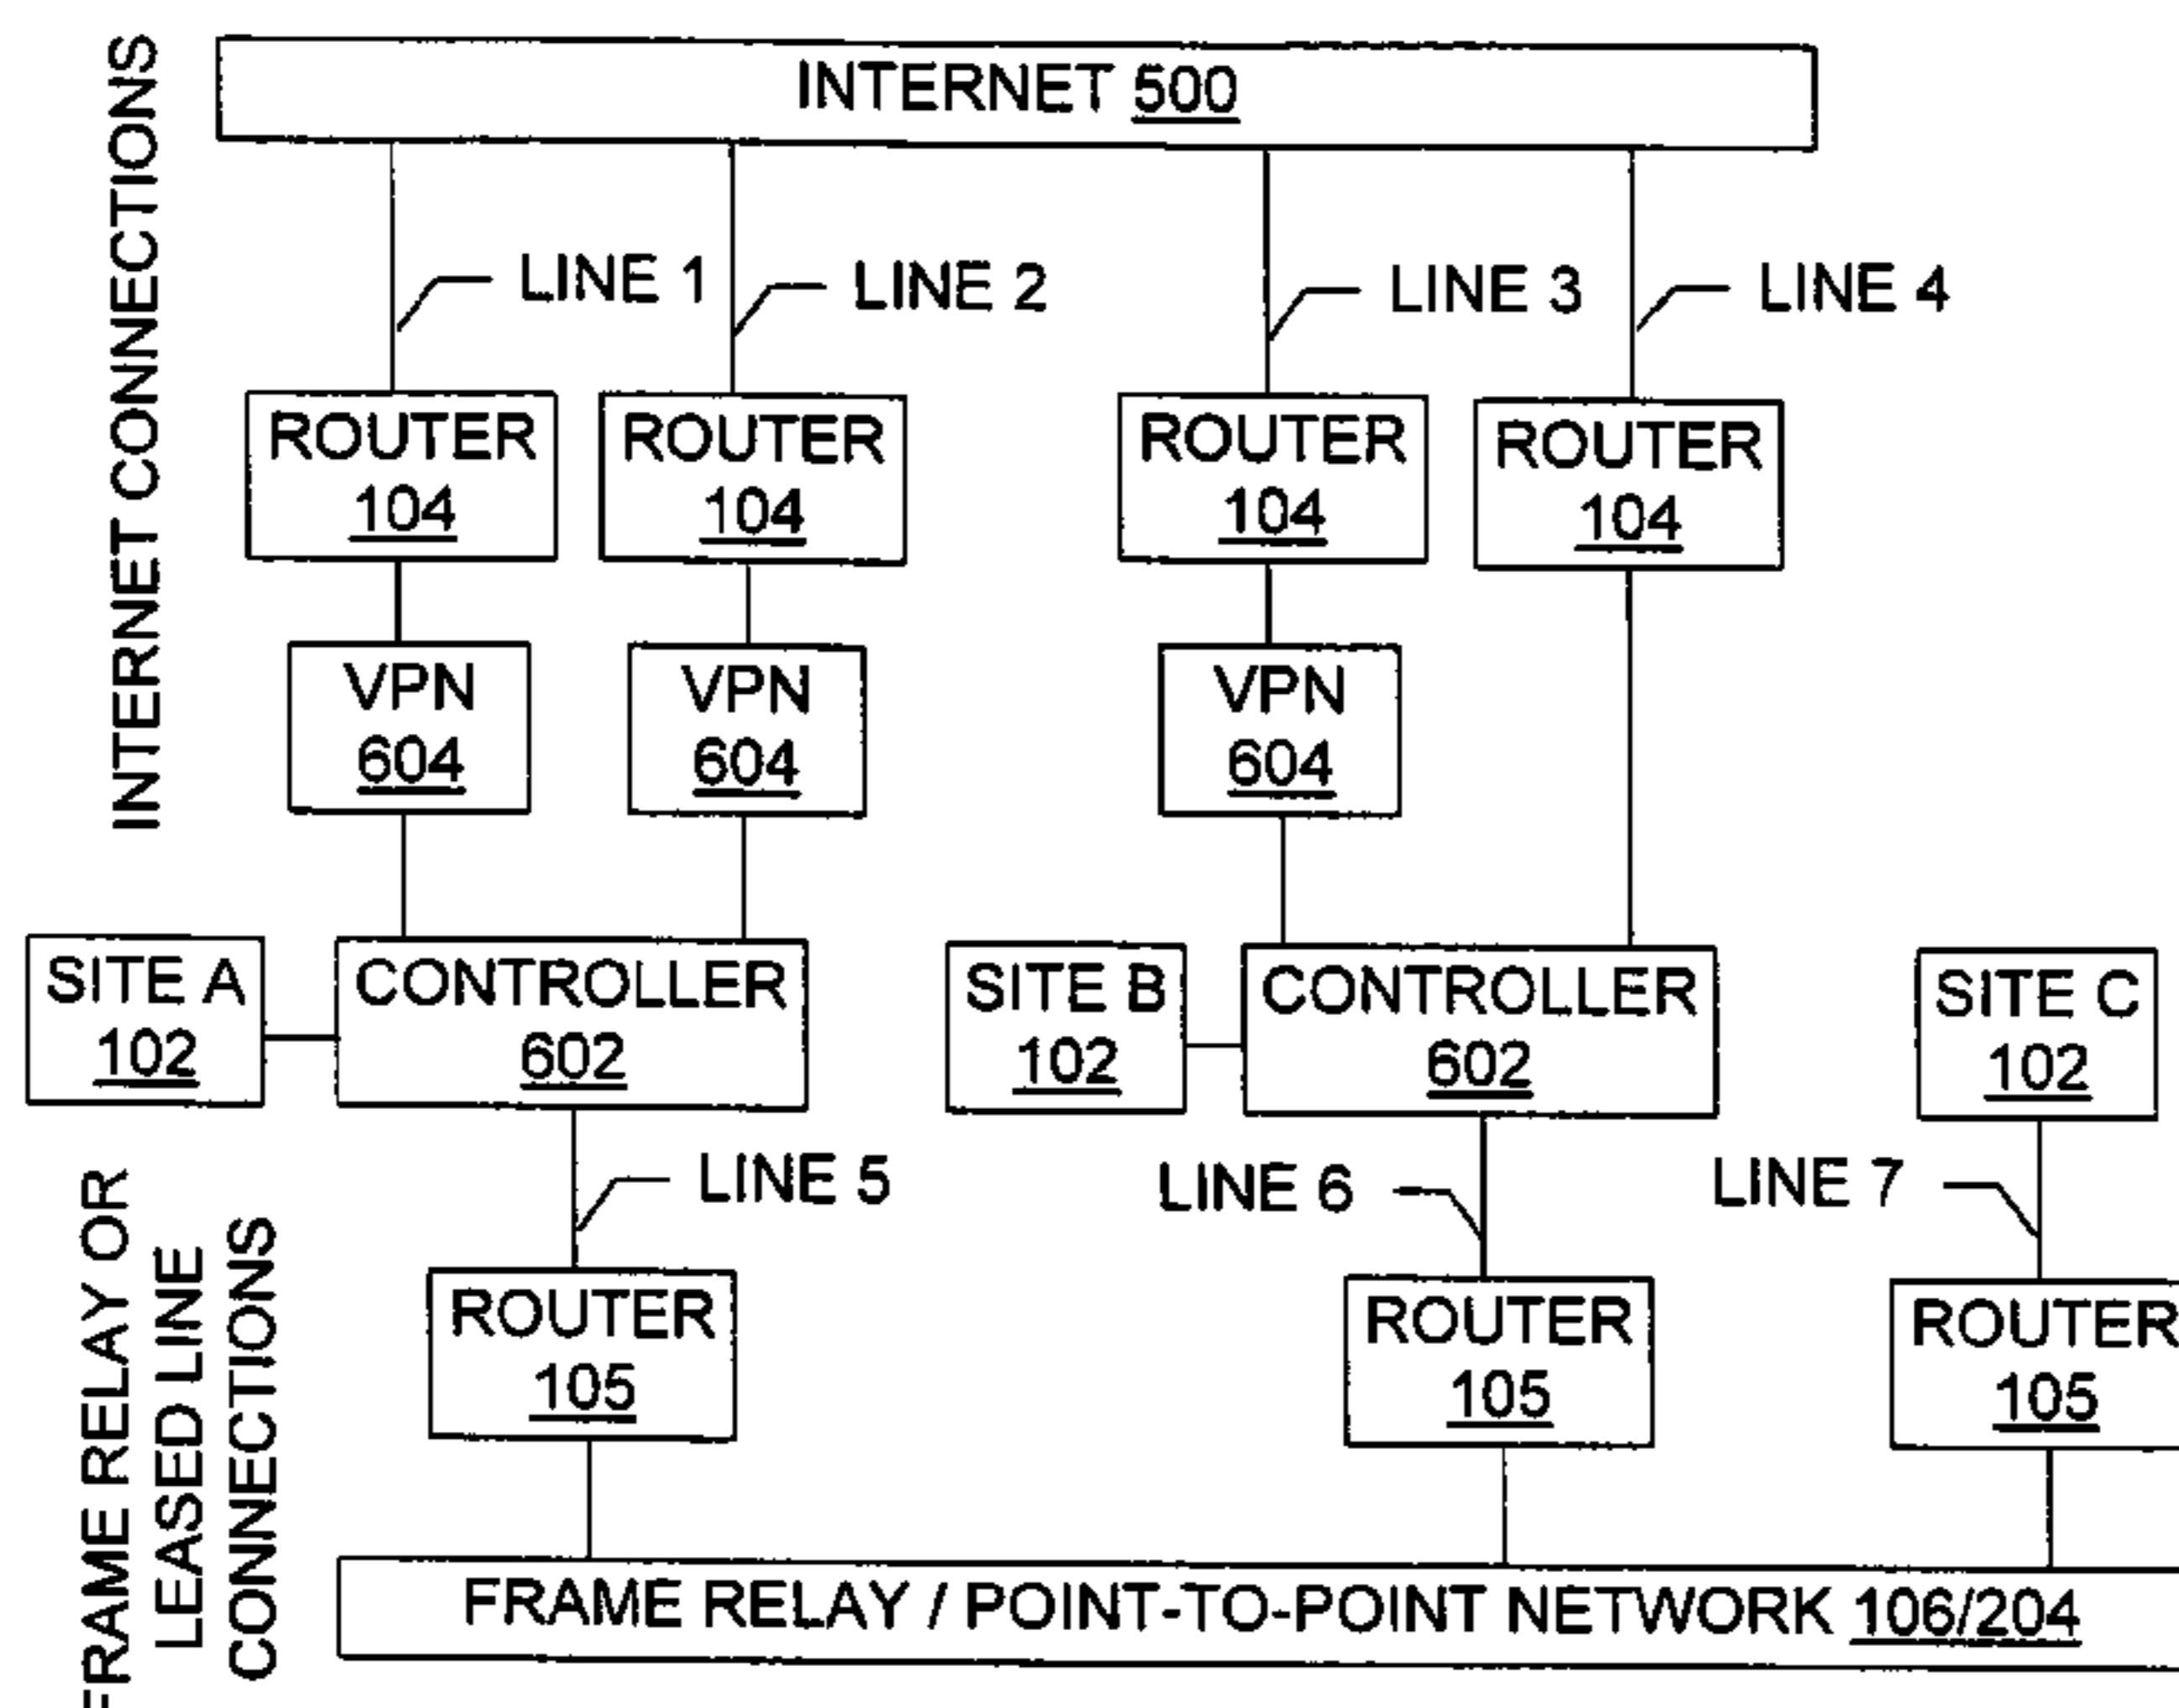 INTERNET CONNECTIONS
INTERNET 500
LINE 1
LINE 2
LINE 3
LINE 4
ROUTER
104
ROUTER
104
ROUTER
104
ROUTER
104
VPN
604
VPN
604
VPN
604
SITE A
102
CONTROLLER
602
SITE B
102
CONTROLLER
602
SITE C
102
FRAME RELAY OR
LEASED LINE
CONNECTIONS
LINE 5
LINE 6
LINE 7
ROUTER
105
ROUTER
105
ROUTER
105
FRAME RELAY / POINT-TO-POINT NETWORK 106/204